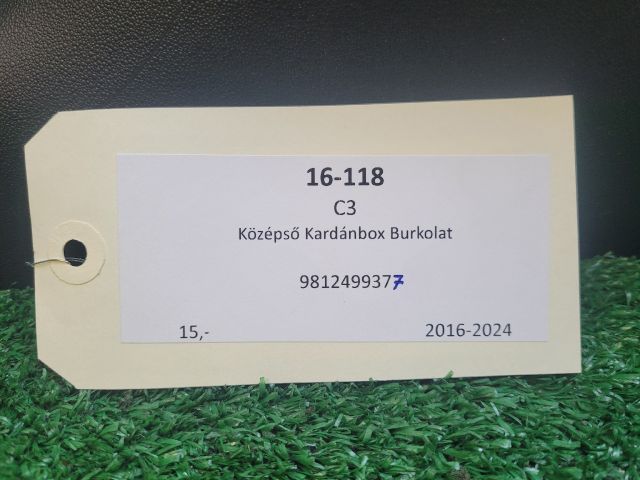 16-118
C3
Középső Kardánbox Burkolat
9812499377
15,- 2016-2024